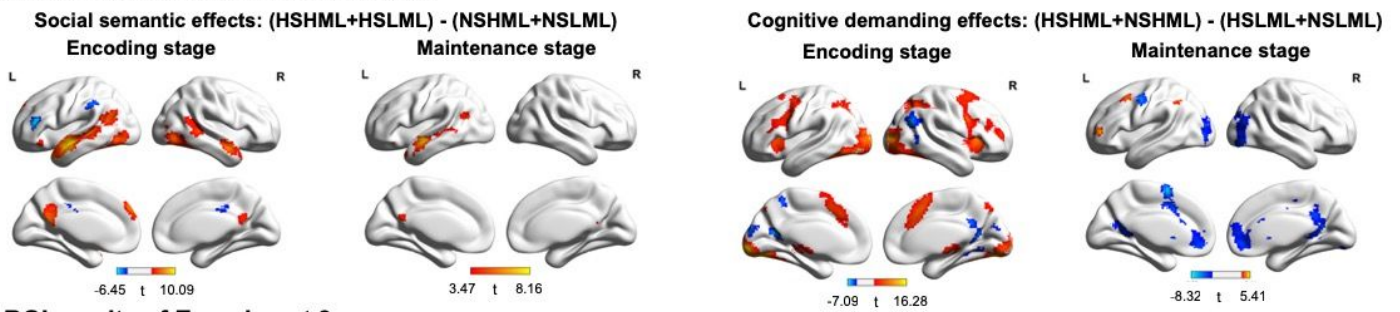 Social semantic effects: (HSHML+HSLML) - (NSHML+NSLML)
Encoding stage
Maintenance stage
L
R
L
R
-6.45 t 10.09
3.47 t 8.16
Cognitive demanding effects: (HSHML+NSHML) - (HSLML+NSLML)
Encoding stage
Maintenance stage
L
R
L
R
-7.09 t 16.28
-8.32 t 5.41